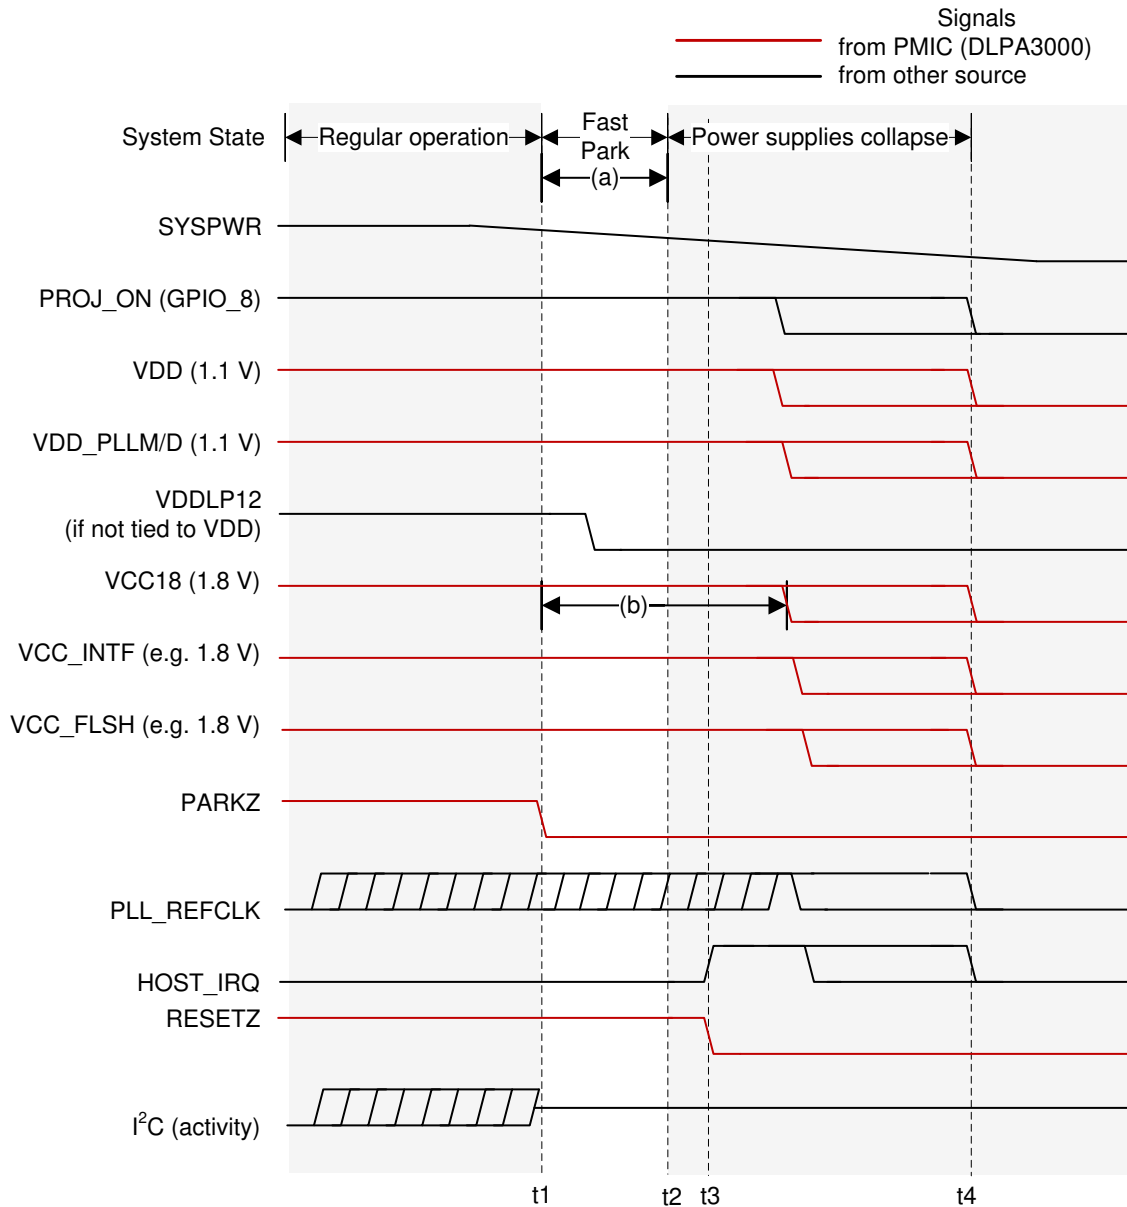 Signals
from PMIC (DLPA3000)
from other source
System State
Regular operation
Fast
Park
(a)
Power supplies collapse
SYSPWR
PROJ_ON (GPIO_8)
VDD (1.1 V)
VDD_PLLM/D (1.1 V)
VDDLP12
(if not tied to VDD)
VCC18 (1.8 V)
(b)
VCC_INTF (e.g. 1.8 V)
VCC_FLSH (e.g. 1.8 V)
PARKZ
PLL_REFCLK
HOST_IRQ
RESETZ
I²C (activity)
t1
t2
t3
t4